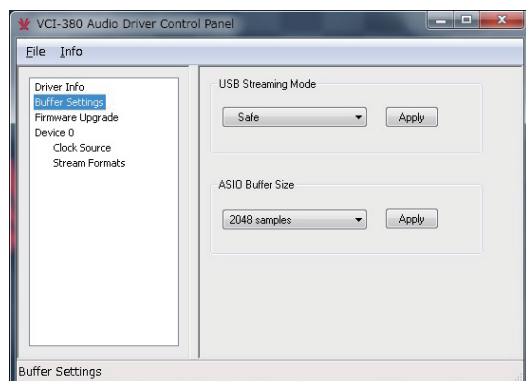 VCI-380 Audio Driver Control Panel
File Info
Driver Info
Buffer Settings
Firmware Upgrade
Device 0
Clock Source
Stream Formats
USB Streaming Mode
Safe
Apply
ASIO Buffer Size
2048 samples
Apply
Buffer Settings